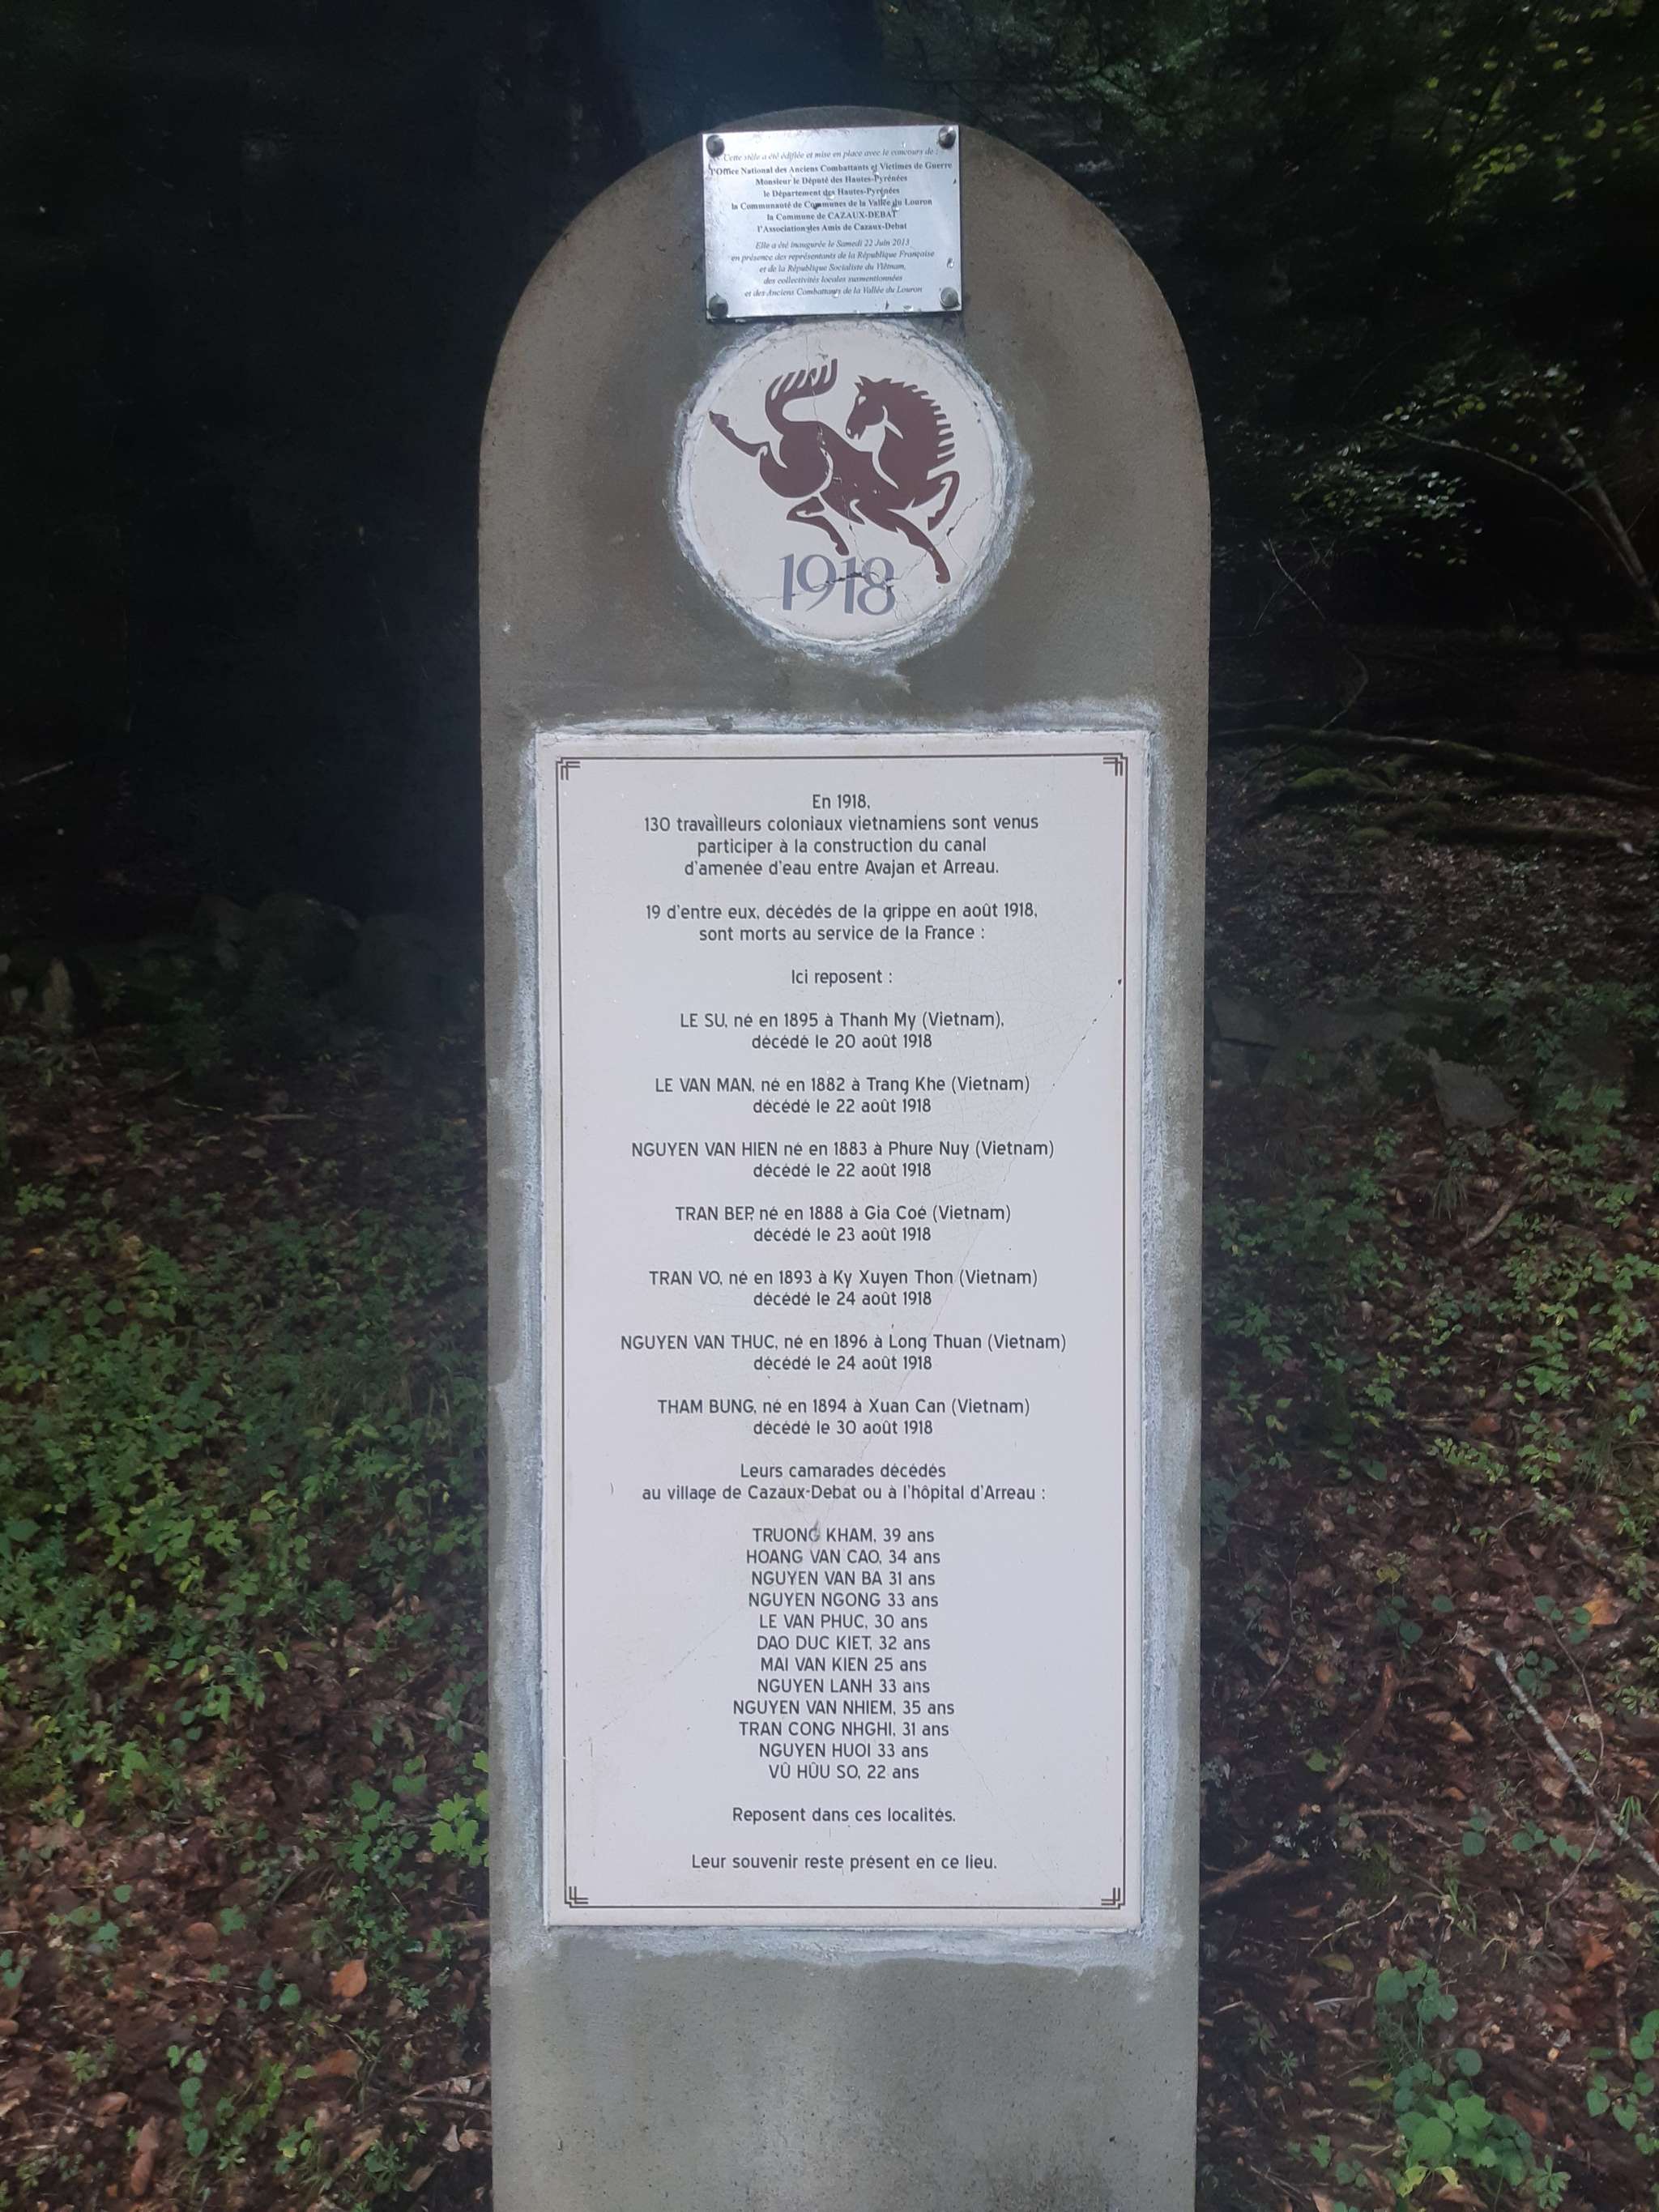 Cette stèle a été édifiée et mise en place avec le concours de :
l'Office National des Anciens Combattants et Victimes de Guerre
Monsieur le Député des Hautes-Pyrénées
le Département des Hautes-Pyrénées
la Communauté de Communes de la Vallée du Louron
la Commune de CAZAUX-DEBAT
l'Association les Amis de Cazaux-Debat
Elle a été inaugurée le Samedi 22 Juin 2013
en présence des représentants de la République Française
et de la République Socialiste du Viêtnam,
des collectivités locales susmentionnées
et des Anciens Combattants de la Vallée du Louron
1918
En 1918,
130 travailleurs coloniaux vietnamiens sont venus
participer à la construction du canal
d'amenée d'eau entre Avajan et Arreau.
19 d'entre eux, décédés de la grippe en août 1918,
sont morts au service de la France :
Ici reposent :
LE SU, né en 1895 à Thanh My (Vietnam),
décédé le 20 août 1918
LE VAN MAN, né en 1882 à Trang Khe (Vietnam)
décédé le 22 août 1918
NGUYEN VAN HIEN né en 1883 à Phure Nuy (Vietnam)
décédé le 22 août 1918
TRAN BEP, né en 1888 à Gia Coé (Vietnam)
décédé le 23 août 1918
TRAN VO, né en 1893 à Ky Xuyen Thon (Vietnam)
décédé le 24 août 1918
NGUYEN VAN THUC, né en 1896 à Long Thuan (Vietnam)
décédé le 24 août 1918
THAM BUNG, né en 1894 à Xuan Can (Vietnam)
décédé le 30 août 1918
Leurs camarades décédés
au village de Cazaux-Debat ou à l'hôpital d'Arreau :
TRUONG KHAM, 39 ans
HOANG VAN CAO, 34 ans
NGUYEN VAN BA 31 ans
NGUYEN NGONG 33 ans
LE VAN PHUC, 30 ans
DAO DUC KIET, 32 ans
MAI VAN KIEN 25 ans
NGUYEN LANH 33 ans
NGUYEN VAN NHIEM, 35 ans
TRAN CONG NHGHI, 31 ans
NGUYEN HUOI 33 ans
VÛ HÛU SO, 22 ans
Reposent dans ces localités.
Leur souvenir reste présent en ce lieu.